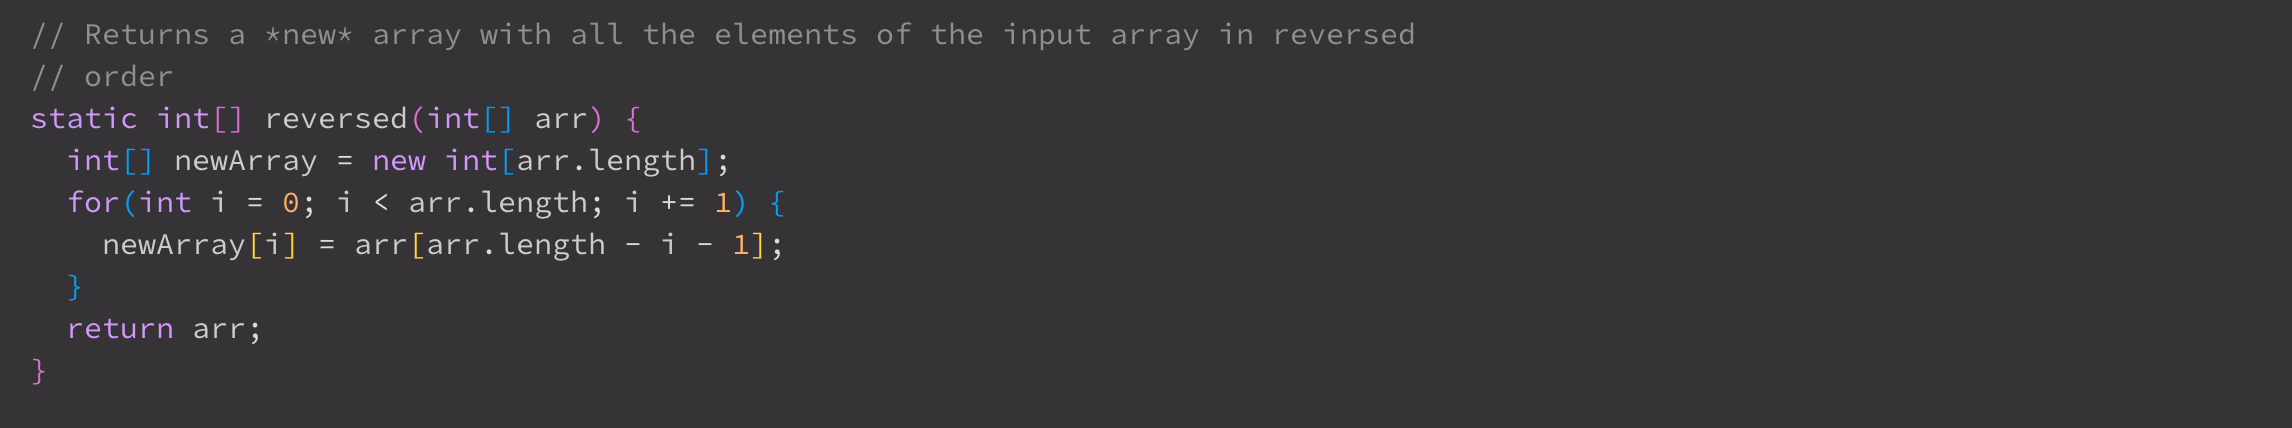 // Returns a *new* array with all the elements of the input array in reversed
// order
static int[] reversed(int[] arr) {
  int[] newArray = new int[arr.length];
  for(int i = 0; i < arr.length; i += 1) {
    newArray[i] = arr[arr.length - i - 1];
  }
  return arr;
}